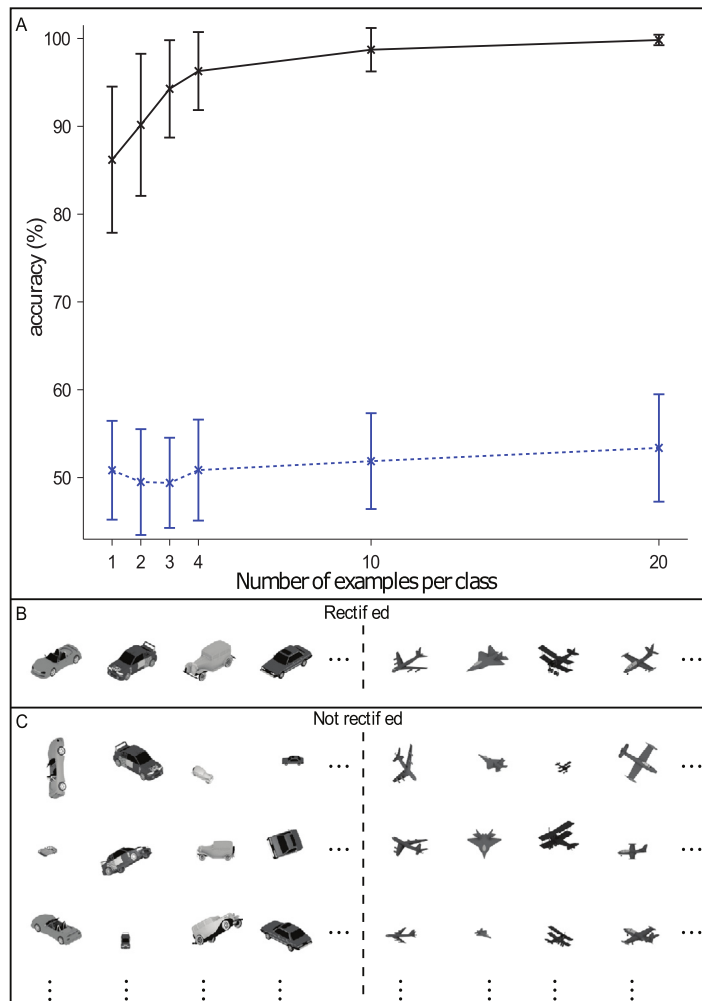 A
100
90
80
70
60
50
accuracy (%)
1 2 3 4 10 20
Number of examples per class
B
Rectif ed
C
Not rectif ed